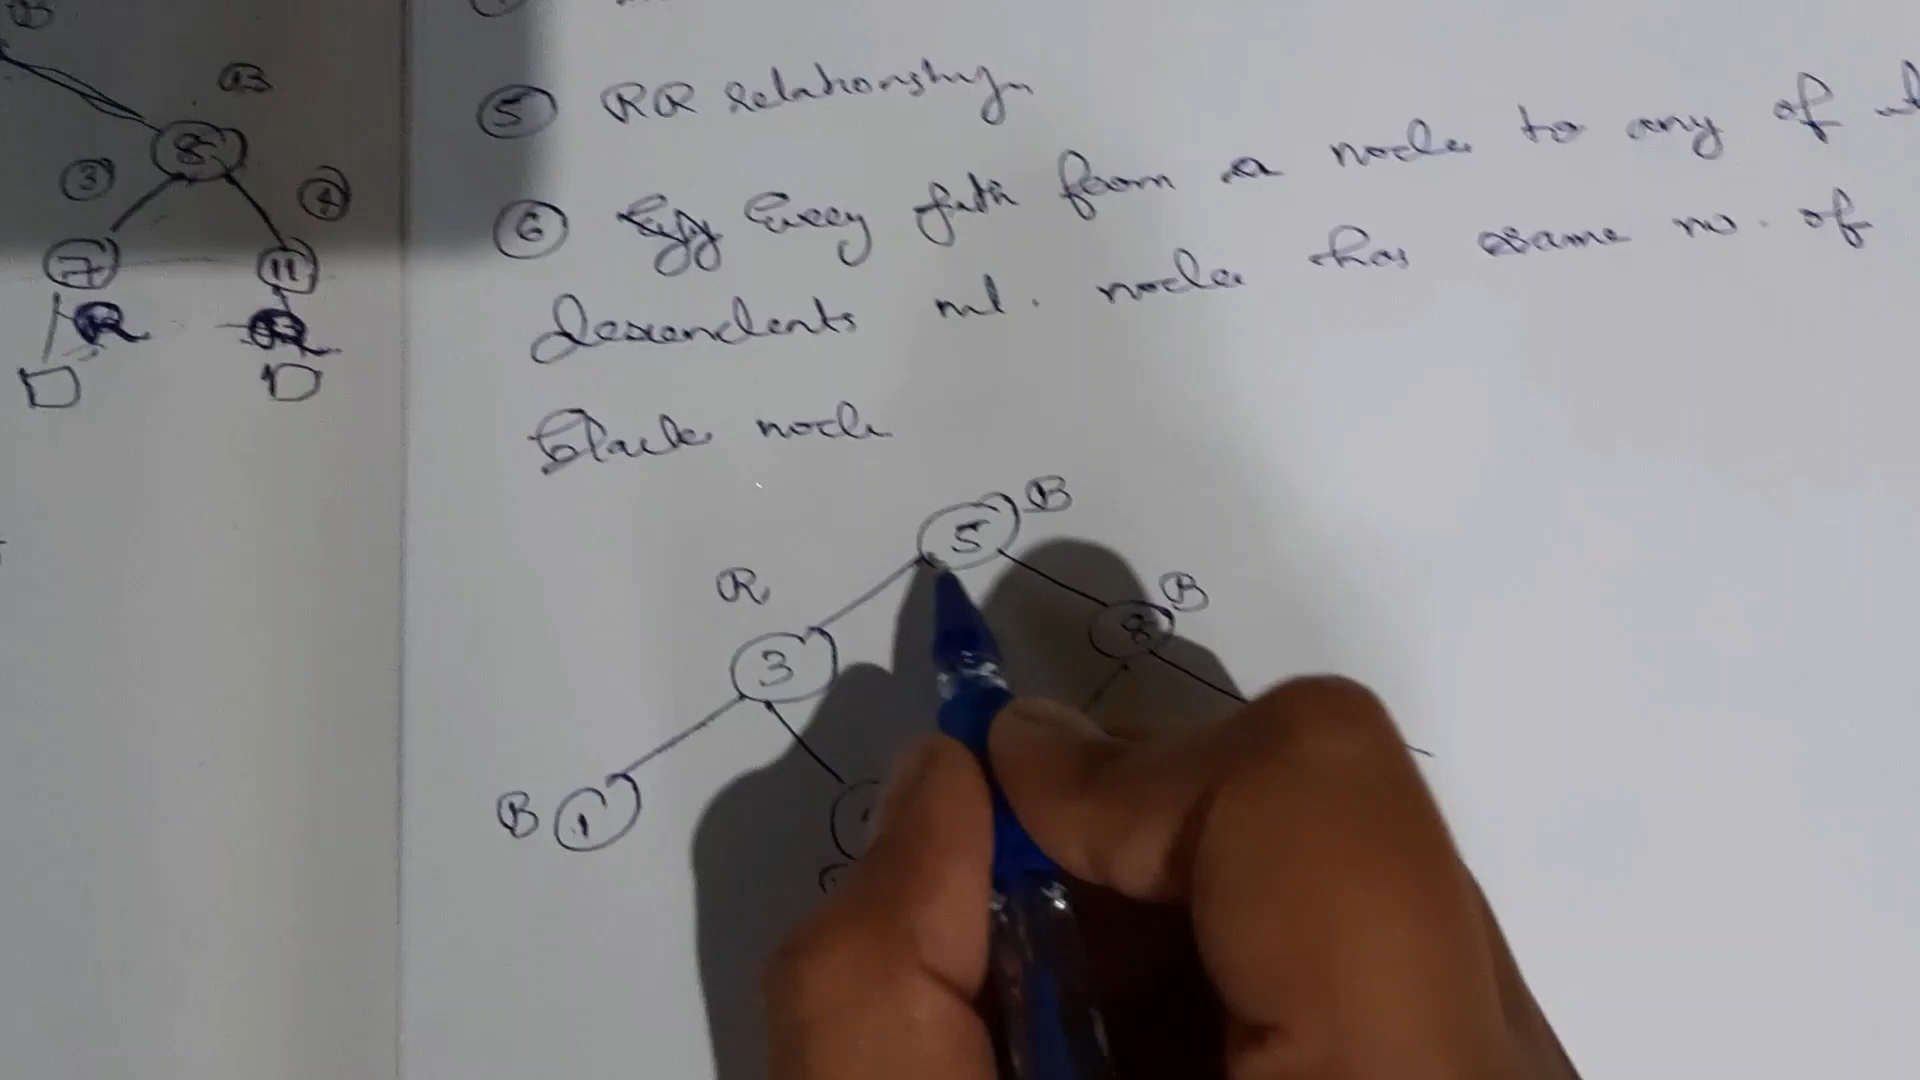 ⑤ RR relationship
⑥ Every path from a node to any of
descendents nul. node has same no. of
black node
B
8
③
④
7
11
R
5 B
R
B
3
8
B 1